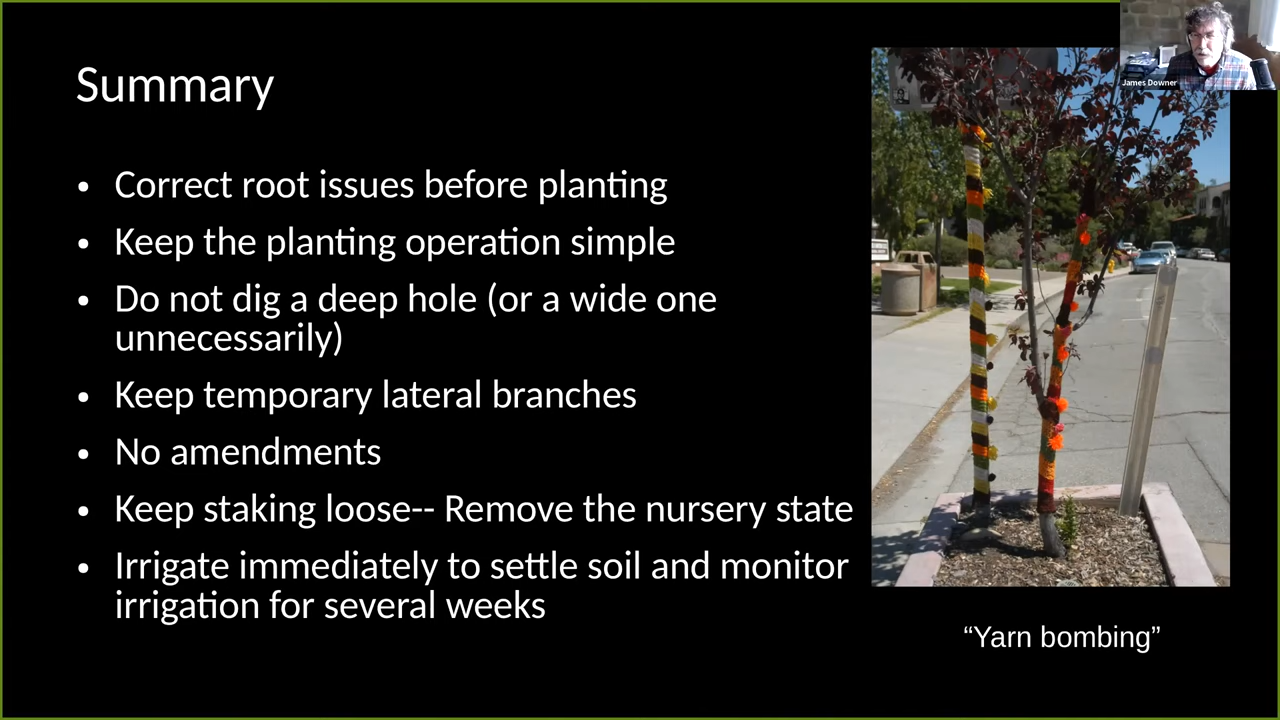 James Downer
Summary
• Correct root issues before planting
• Keep the planting operation simple
• Do not dig a deep hole (or a wide one
unnecessarily)
• Keep temporary lateral branches
• No amendments
• Keep staking loose-- Remove the nursery state
• Irrigate immediately to settle soil and monitor
irrigation for several weeks
“Yarn bombing”